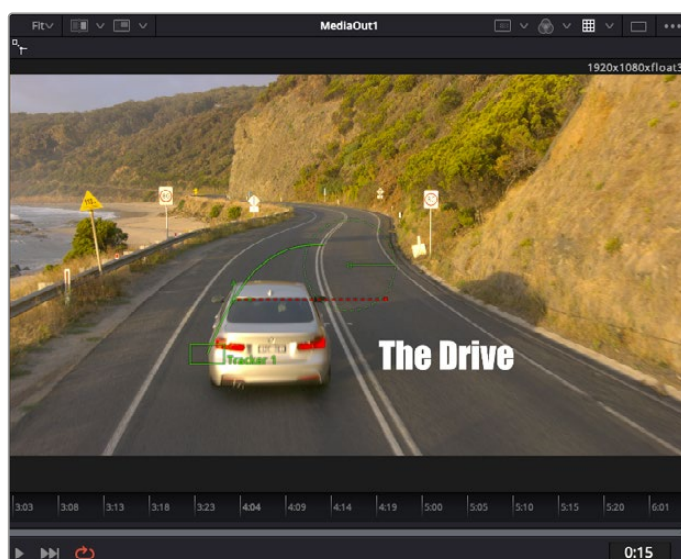 Fit
MediaOut1
1920x1080xfloat3
Tracker 1
The Drive
3:03 3:08 3:13 3:18 3:23 4:04 4:09 4:14 4:19 5:00 5:05 5:10 5:15 5:20 6:01
0:15